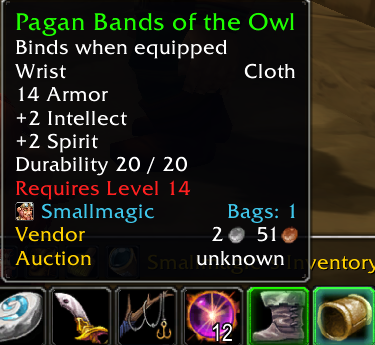 Pagan Bands of the Owl
Binds when equipped
Wrist Cloth
14 Armor
+2 Intellect
+2 Spirit
Durability 20 / 20
Requires Level 14
Smallmagic Bags: 1
Vendor 2 51
Auction unknown
Inventory
12